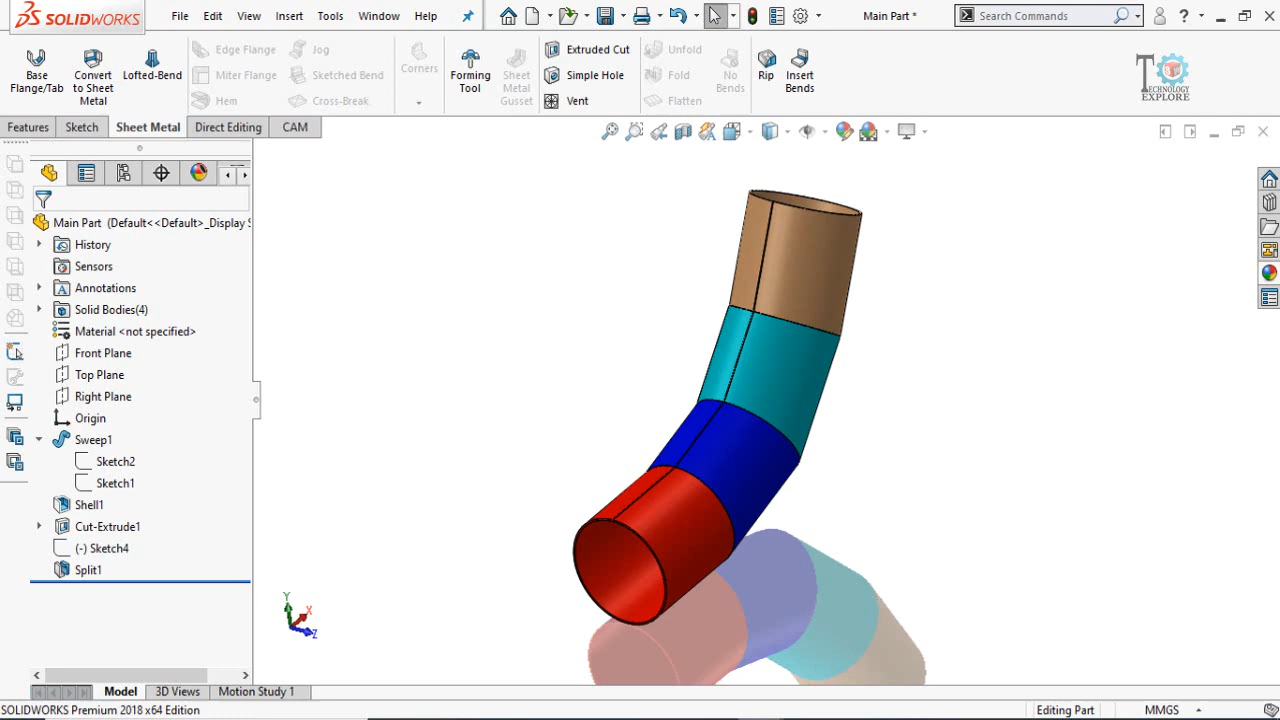 SOLIDWORKS File Edit View Insert Tools Window Help Main Part * Search Commands ?
Base Flange/Tab
Convert to Sheet Metal
Lofted-Bend
Edge Flange
Miter Flange
Hem
Jog
Sketched Bend
Cross-Break
Corners
Forming Tool
Sheet Metal Gusset
Extruded Cut
Simple Hole
Vent
Unfold
Fold
Flatten
No Bends
Rip
Insert Bends
TECHNOLOGY
EXPLORE
Features Sketch Sheet Metal Direct Editing CAM
Main Part (Default<<Default>_Display S
History
Sensors
Annotations
Solid Bodies(4)
Material <not specified>
Front Plane
Top Plane
Right Plane
Origin
Sweep1
Sketch2
Sketch1
Shell1
Cut-Extrude1
(-) Sketch4
Split1
Y
X
Z
Model 3D Views Motion Study 1
SOLIDWORKS Premium 2018 x64 Edition Editing Part MMGS